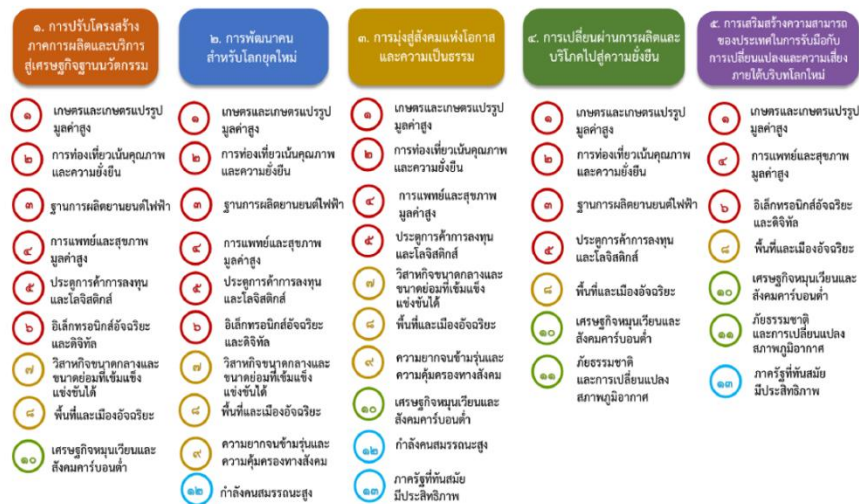 ๑. การปรับโครงสร้าง
ภาคการผลิตและบริการ
สู่เศรษฐกิจฐานนวัตกรรม
๑
เกษตรและเกษตรแปรรูป
มูลค่าสูง
๒
การท่องเที่ยวเน้นคุณภาพ
และความยั่งยืน
๓
ฐานการผลิตยานยนต์ไฟฟ้า
๔
การแพทย์และสุขภาพ
มูลค่าสูง
๕
ประตูการค้าการลงทุน
และโลจิสติกส์
๖
อิเล็กทรอนิกส์อัจฉริยะ
และดิจิทัล
๗
วิสาหกิจขนาดกลางและ
ขนาดย่อมที่เข้มแข็ง
แข่งขันได้
๘
พื้นที่และเมืองอัจฉริยะ
๑๐
เศรษฐกิจหมุนเวียนและ
สังคมคาร์บอนต่ำ
๒. การพัฒนาคน
สำหรับโลกยุคใหม่
๑
เกษตรและเกษตรแปรรูป
มูลค่าสูง
๒
การท่องเที่ยวเน้นคุณภาพ
และความยั่งยืน
๓
ฐานการผลิตยานยนต์ไฟฟ้า
๔
การแพทย์และสุขภาพ
มูลค่าสูง
๕
ประตูการค้าการลงทุน
และโลจิสติกส์
๖
อิเล็กทรอนิกส์อัจฉริยะ
และดิจิทัล
๗
วิสาหกิจขนาดกลางและ
ขนาดย่อมที่เข้มแข็ง
แข่งขันได้
๘
พื้นที่และเมืองอัจฉริยะ
๙
ความยากจนข้ามรุ่นและ
ความคุ้มครองทางสังคม
๑๒
กำลังคนสมรรถนะสูง
๓. การมุ่งสู่สังคมแห่งโอกาส
และความเป็นธรรม
๑
เกษตรและเกษตรแปรรูป
มูลค่าสูง
๒
การท่องเที่ยวเน้นคุณภาพ
และความยั่งยืน
๔
การแพทย์และสุขภาพ
มูลค่าสูง
๕
ประตูการค้าการลงทุน
และโลจิสติกส์
๗
วิสาหกิจขนาดกลางและ
ขนาดย่อมที่เข้มแข็ง
แข่งขันได้
๘
พื้นที่และเมืองอัจฉริยะ
๙
ความยากจนข้ามรุ่นและ
ความคุ้มครองทางสังคม
๑๐
เศรษฐกิจหมุนเวียนและ
สังคมคาร์บอนต่ำ
๑๒
กำลังคนสมรรถนะสูง
๑๓
ภาครัฐที่ทันสมัย
มีประสิทธิภาพ
๔. การเปลี่ยนผ่านการผลิตและ
บริโภคไปสู่ความยั่งยืน
๑
เกษตรและเกษตรแปรรูป
มูลค่าสูง
๒
การท่องเที่ยวเน้นคุณภาพ
และความยั่งยืน
๓
ฐานการผลิตยานยนต์ไฟฟ้า
๕
ประตูการค้าการลงทุน
และโลจิสติกส์
๘
พื้นที่และเมืองอัจฉริยะ
๑๐
เศรษฐกิจหมุนเวียนและ
สังคมคาร์บอนต่ำ
๑๑
ภัยธรรมชาติ
และการเปลี่ยนแปลง
สภาพภูมิอากาศ
๕. การเสริมสร้างความสามารถ
ของประเทศในการรับมือกับ
การเปลี่ยนแปลงและความเสี่ยง
ภายใต้บริบทโลกใหม่
๑
เกษตรและเกษตรแปรรูป
มูลค่าสูง
๔
การแพทย์และสุขภาพ
มูลค่าสูง
๖
อิเล็กทรอนิกส์อัจฉริยะ
และดิจิทัล
๘
พื้นที่และเมืองอัจฉริยะ
๑๐
เศรษฐกิจหมุนเวียนและ
สังคมคาร์บอนต่ำ
๑๑
ภัยธรรมชาติ
และการเปลี่ยนแปลง
สภาพภูมิอากาศ
๑๓
ภาครัฐที่ทันสมัย
มีประสิทธิภาพ